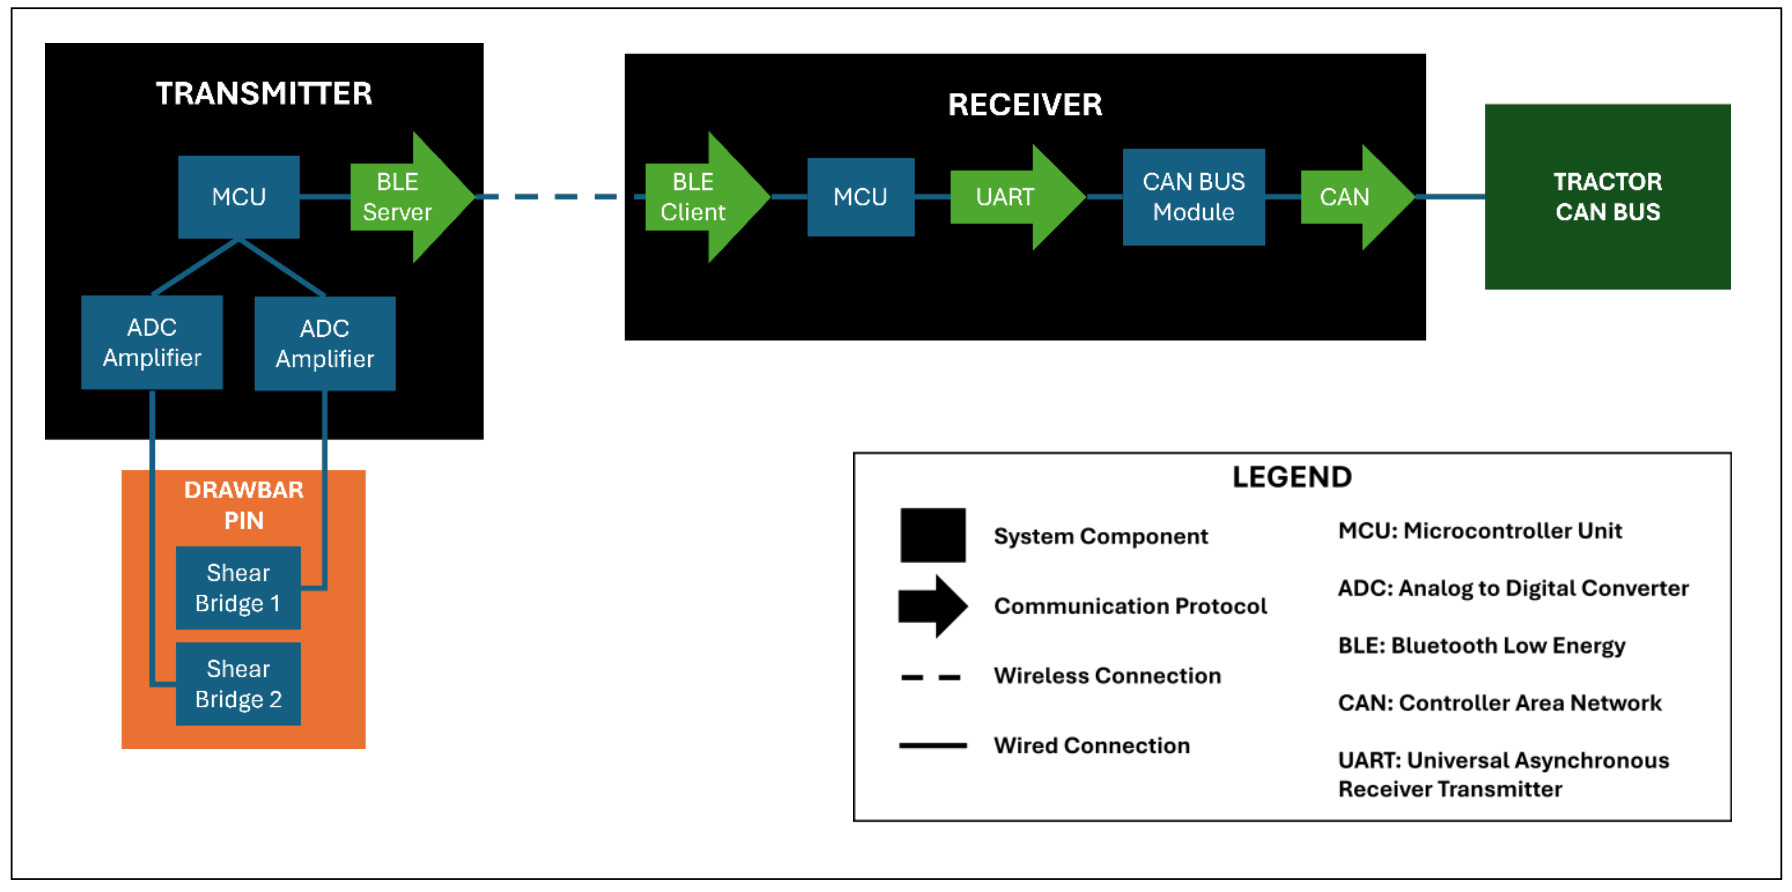 TRANSMITTER
MCU
BLE
Server
ADC
Amplifier
ADC
Amplifier
DRAWBAR
PIN
Shear
Bridge 1
Shear
Bridge 2
RECEIVER
BLE
Client
MCU
UART
CAN BUS
Module
CAN
TRACTOR
CAN BUS
LEGEND
System Component
Communication Protocol
Wireless Connection
Wired Connection
MCU: Microcontroller Unit
ADC: Analog to Digital Converter
BLE: Bluetooth Low Energy
CAN: Controller Area Network
UART: Universal Asynchronous
Receiver Transmitter